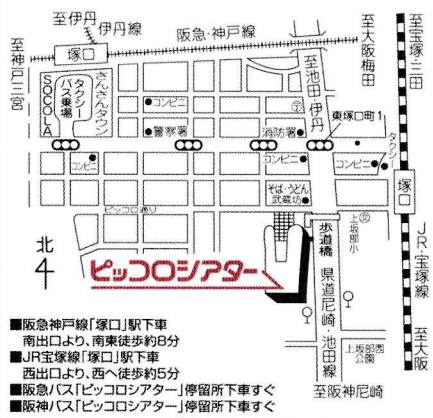 至伊丹
伊丹線
阪急・神戸線
至神戸三宮
塚口
至大阪梅田
至宝塚・三田
SOCOLA
タクシー
バス乗場
さんさんタウン
コンビニ
至池田
伊丹
東塚口町1
警察署
消防署
タクシー
コンビニ
コンビニ
コンビニ
塚口
そば・うどん
武蔵坊
ピッコロ通り
上坂部小
歩道橋
北
ピッコロシアター
県道尼崎・池田線
JR・宝塚線
上坂部西
公園
至阪神尼崎
至大阪
■阪急神戸線「塚口」駅下車
南出口より、南東徒歩約8分
■JR宝塚線「塚口」駅下車
西出口より、西へ徒歩約5分
■阪急バス「ピッコロシアター」停留所下車すぐ
■阪神バス「ピッコロシアター」停留所下車すぐ